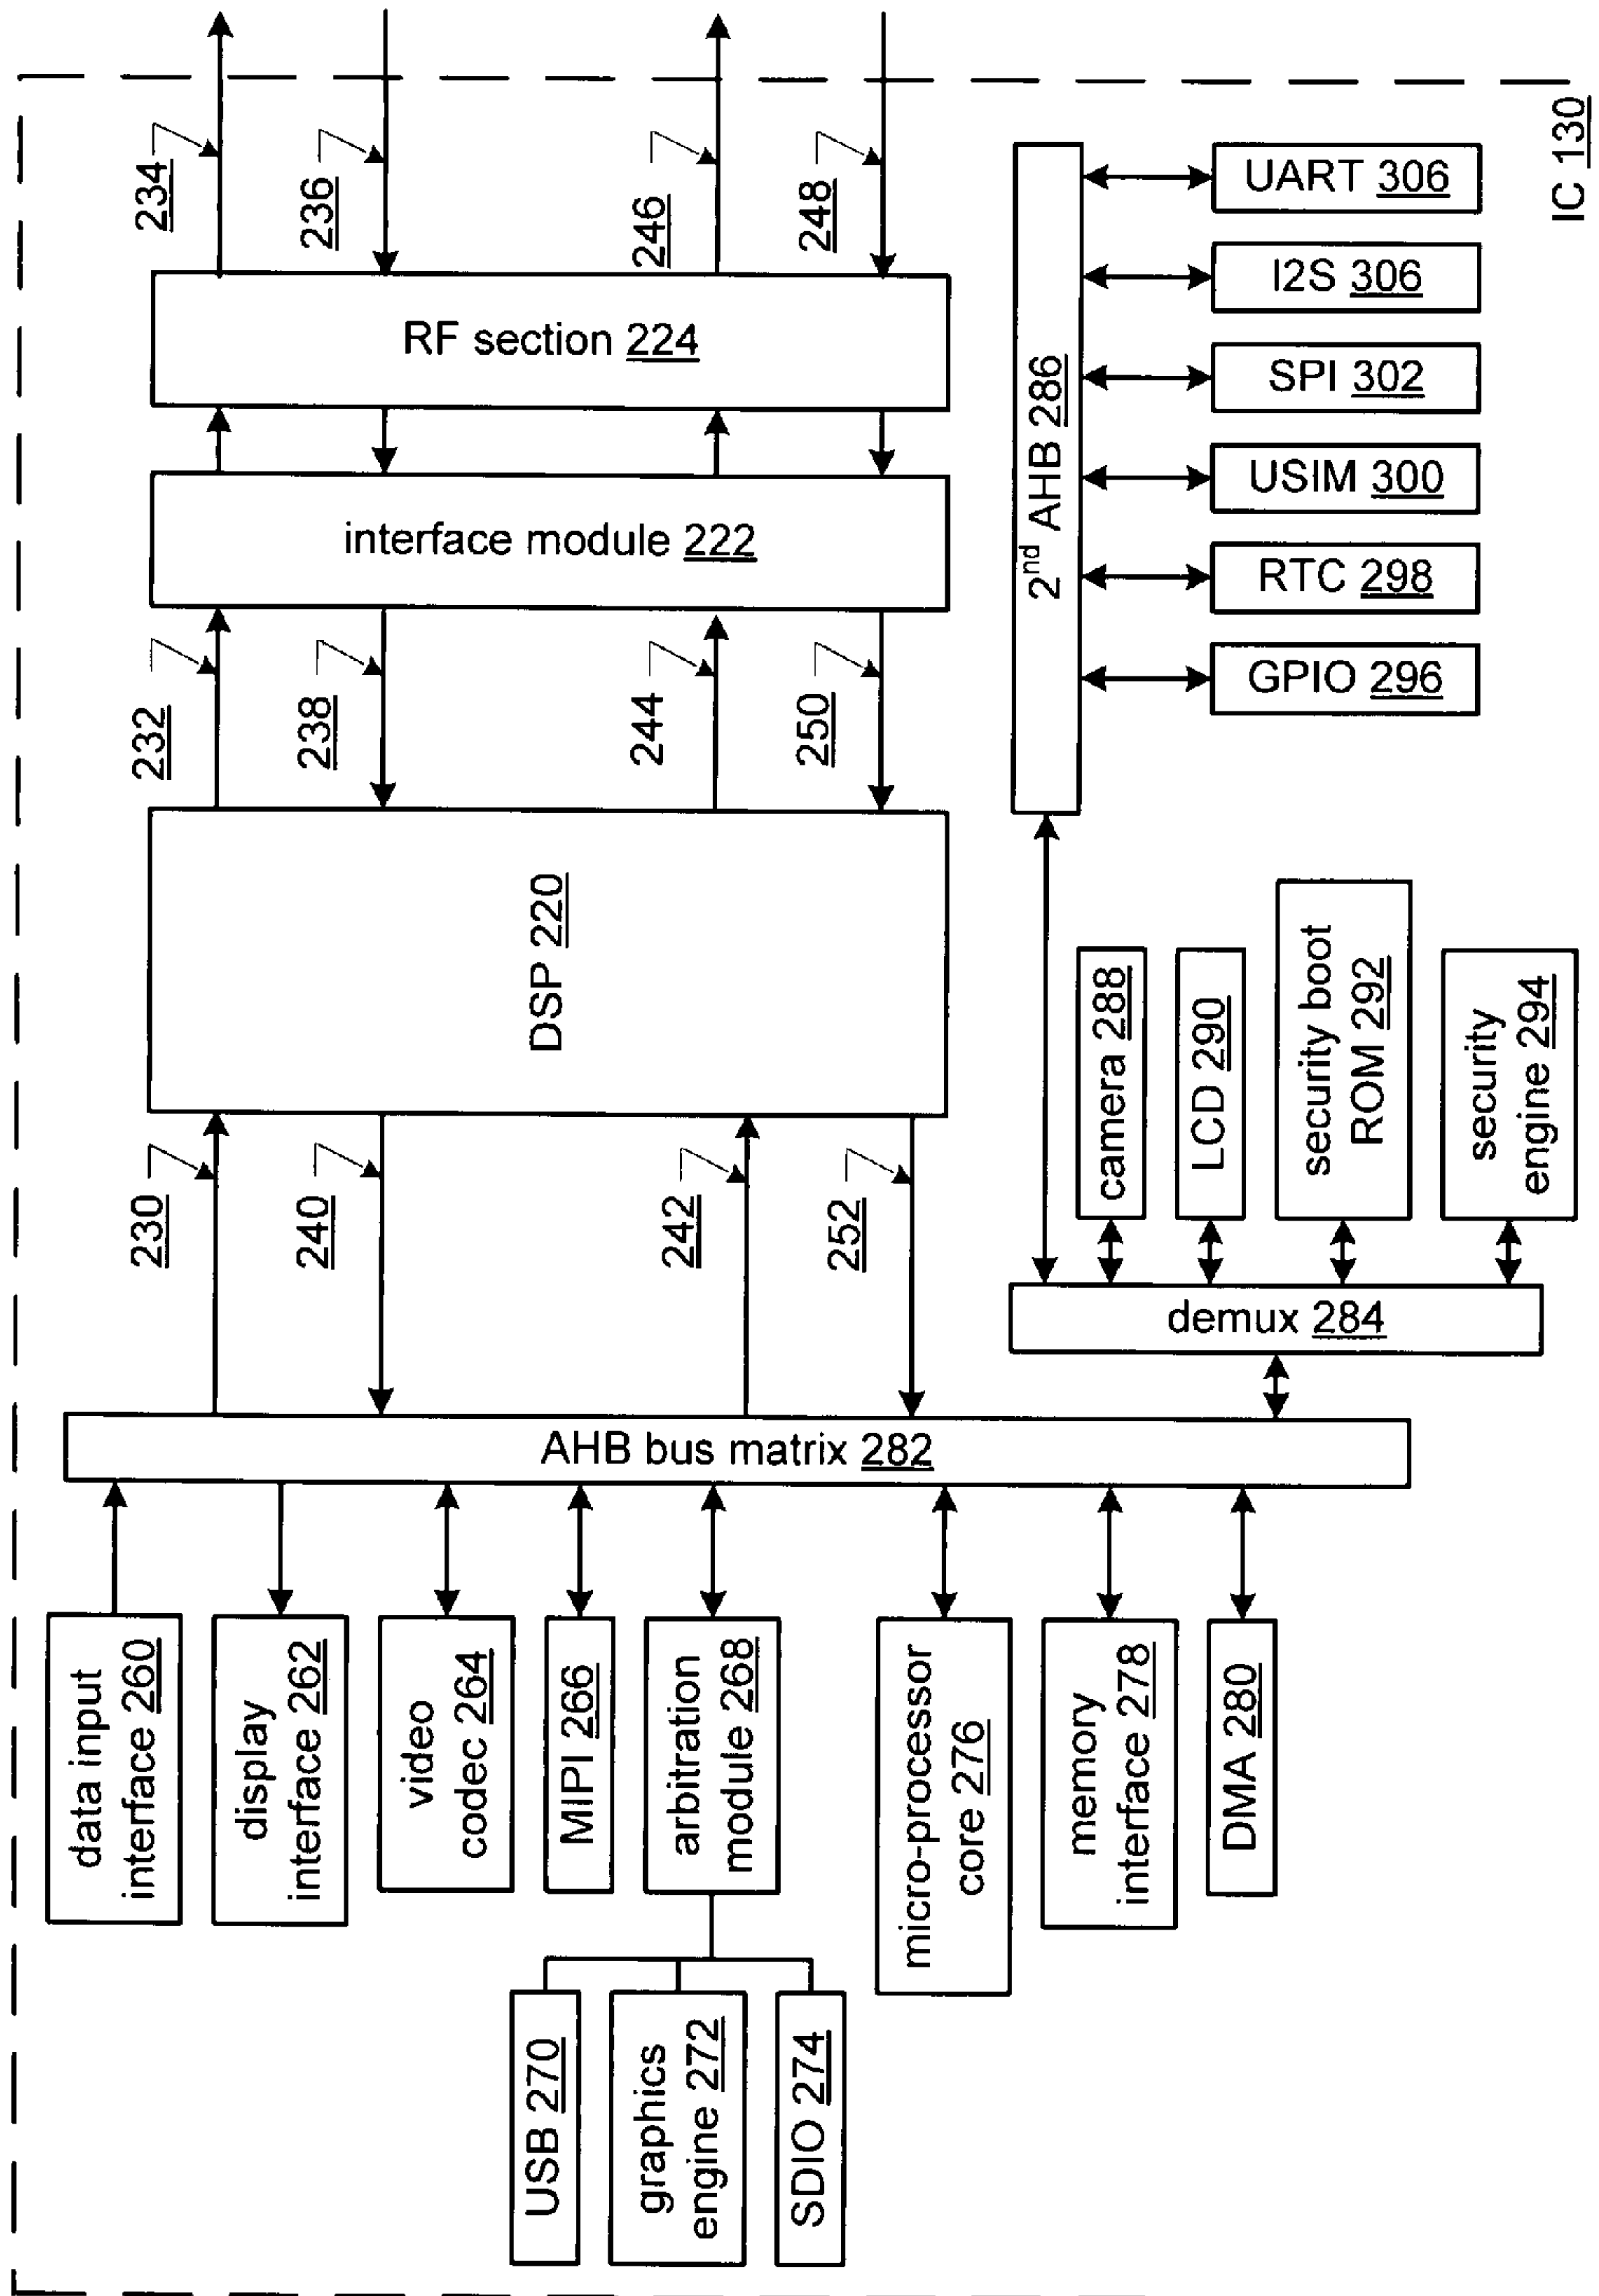 234
236
246
248
RF section 224
interface module 222
232
238
244
250
DSP 220
230
240
242
252
2nd AHB 286
UART 306
I2S 306
SPI 302
USIM 300
RTC 298
GPIO 296
IC 130
camera 288
LCD 290
security boot
ROM 292
security
engine 294
demux 284
AHB bus matrix 282
data input
interface 260
display
interface 262
video
codec 264
MIPI 266
arbitration
module 268
micro-processor
core 276
memory
interface 278
DMA 280
USB 270
graphics
engine 272
SDIO 274